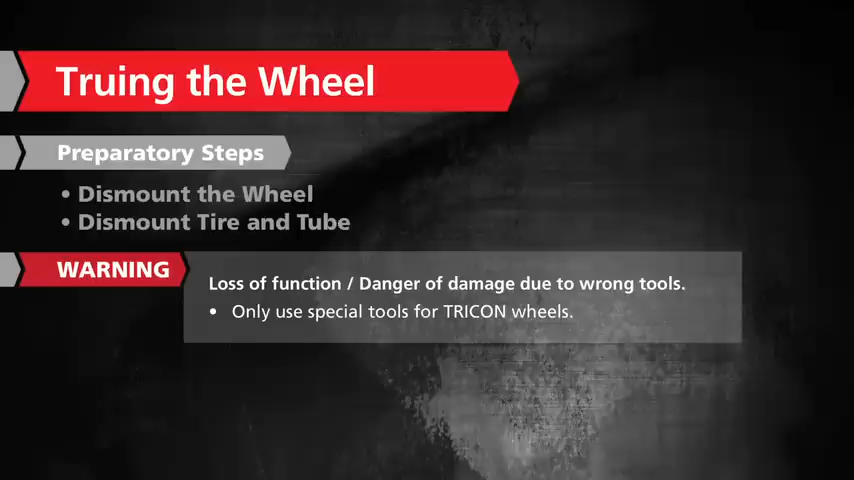 Truing the Wheel
Preparatory Steps
• Dismount the Wheel
• Dismount Tire and Tube
WARNING
Loss of function / Danger of damage due to wrong tools.
• Only use special tools for TRICON wheels.